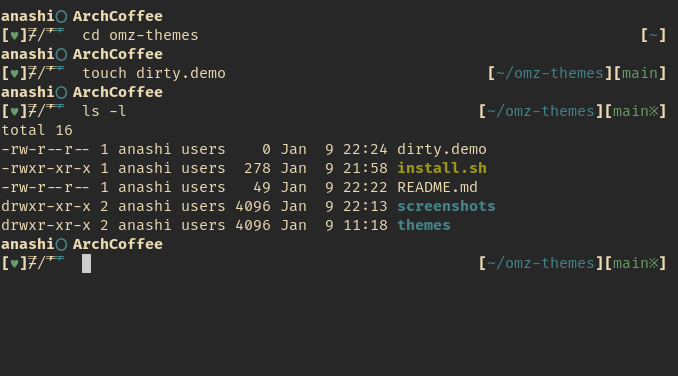 anashi○ ArchCoffee
[♥]/ cd omz-themes [~]
anashi○ ArchCoffee
[♥]/ touch dirty.demo [~/omz-themes][main]
anashi○ ArchCoffee
[♥]/ ls -l [~/omz-themes][main※]
total 16
-rw-r--r-- 1 anashi users    0 Jan  9 22:24 dirty.demo
-rwxr-xr-x 1 anashi users  278 Jan  9 21:58 install.sh
-rw-r--r-- 1 anashi users   49 Jan  9 22:22 README.md
drwxr-xr-x 2 anashi users 4096 Jan  9 22:13 screenshots
drwxr-xr-x 2 anashi users 4096 Jan  9 11:18 themes
anashi○ ArchCoffee
[♥]/ [~/omz-themes][main※]